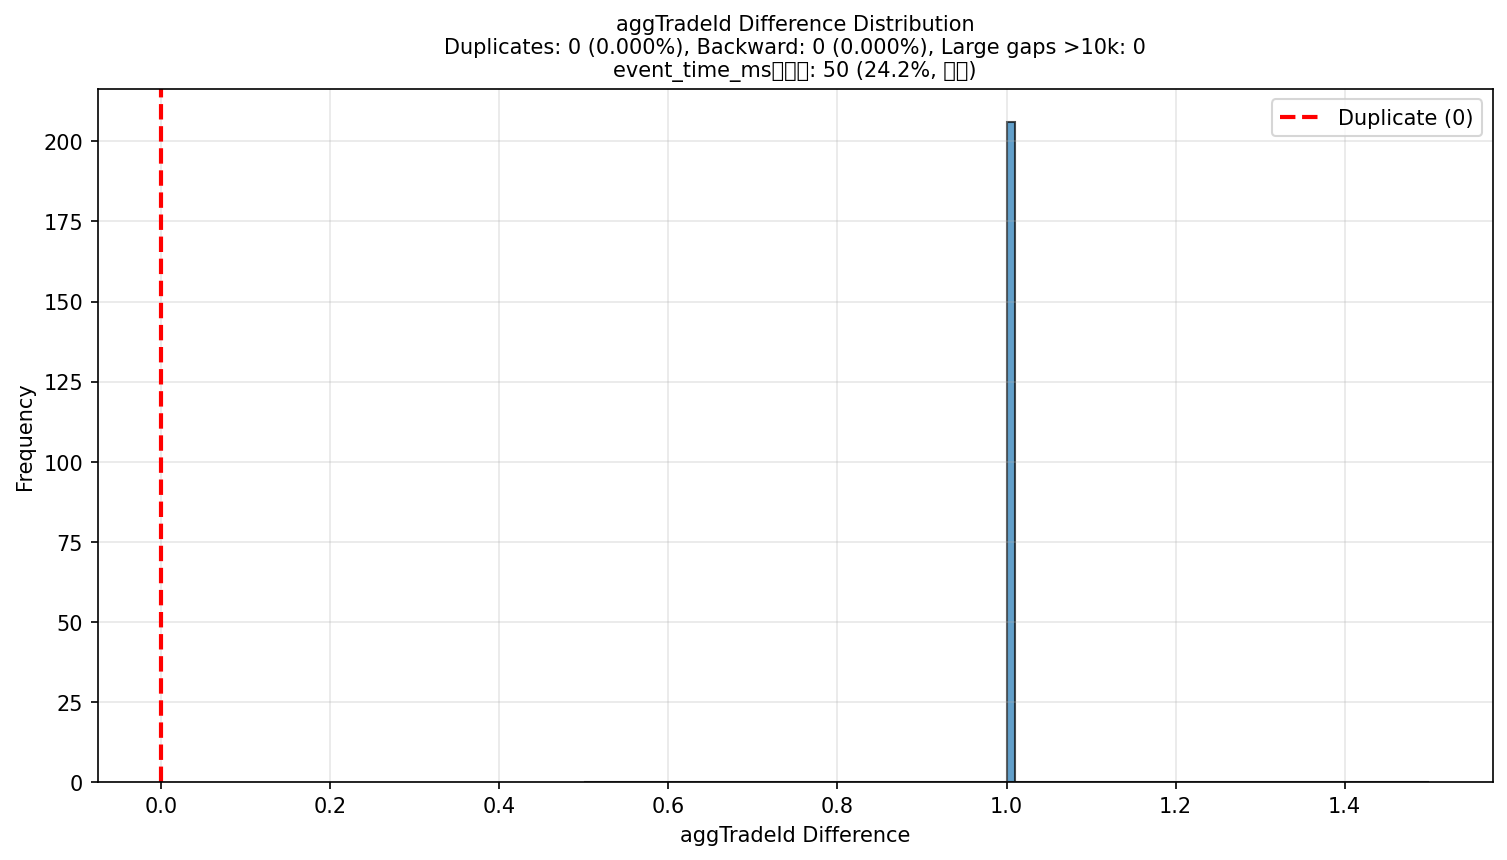 aggTradeId Difference Distribution
Duplicates: 0 (0.000%), Backward: 0 (0.000%), Large gaps >10k: 0
event_time_ms: 50 (24.2%, )
Duplicate (0)
200
175
150
125
100
75
50
25
0
Frequency
0.0 0.2 0.4 0.6 0.8 1.0 1.2 1.4
aggTradeId Difference